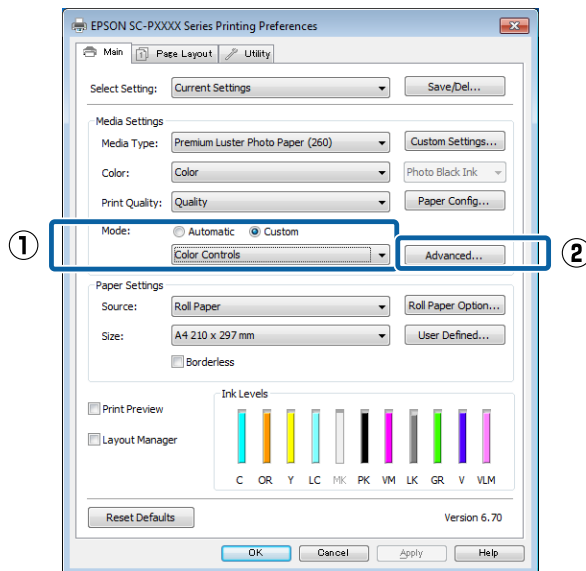 EPSON SC-PXXXX Series Printing Preferences
Main Page Layout Utility
Select Setting: Current Settings Save/Del...
Media Settings
Media Type: Premium Luster Photo Paper (260) Custom Settings...
Color: Color Photo Black Ink
Print Quality: Quality Paper Config...
① Mode: Automatic Custom
Color Controls Advanced... ②
Paper Settings
Source: Roll Paper Roll Paper Option...
Size: A4 210 x 297 mm User Defined...
Borderless
Ink Levels
Print Preview
Layout Manager
C OR Y LC MK PK VM LK GR V VLM
Reset Defaults Version 6.70
OK Cancel Apply Help